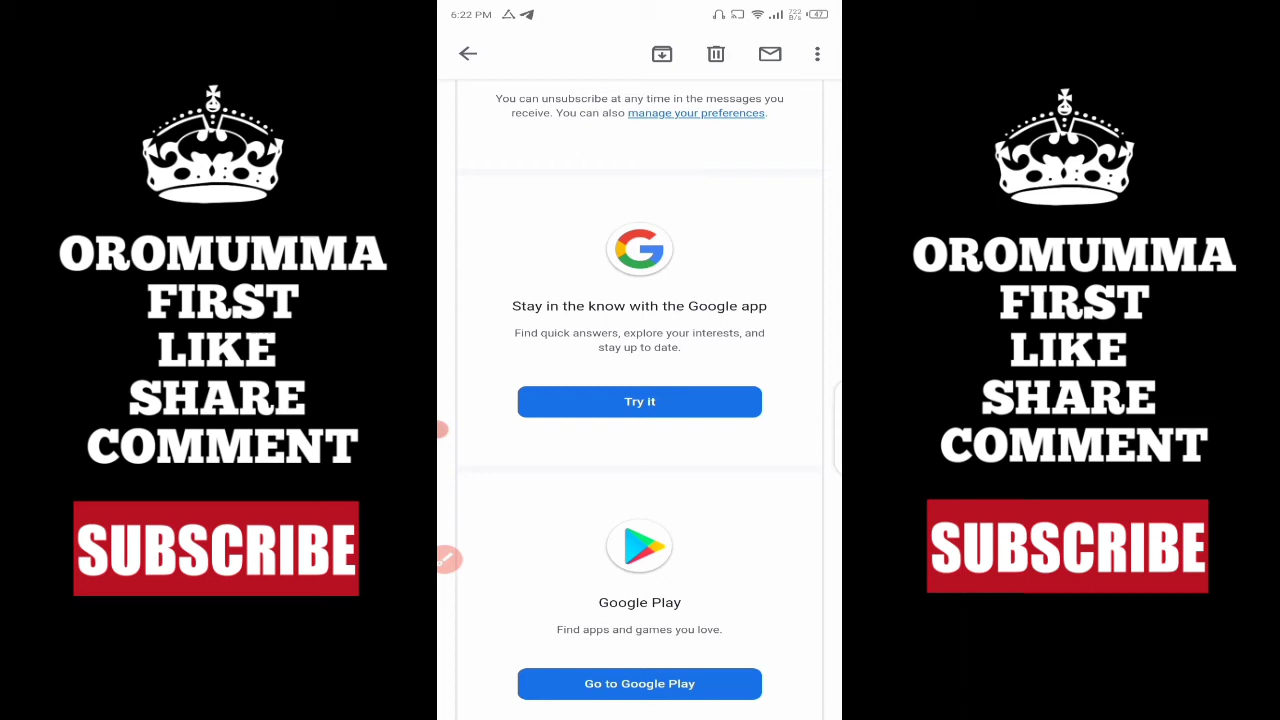 OROMUMMA
FIRST
LIKE
SHARE
COMMENT
SUBSCRIBE
6:22 PM
722
B/s
47
You can unsubscribe at any time in the messages you
receive. You can also manage your preferences.
Stay in the know with the Google app
Find quick answers, explore your interests, and
stay up to date.
Try it
Google Play
Find apps and games you love.
Go to Google Play
OROMUMMA
FIRST
LIKE
SHARE
COMMENT
SUBSCRIBE